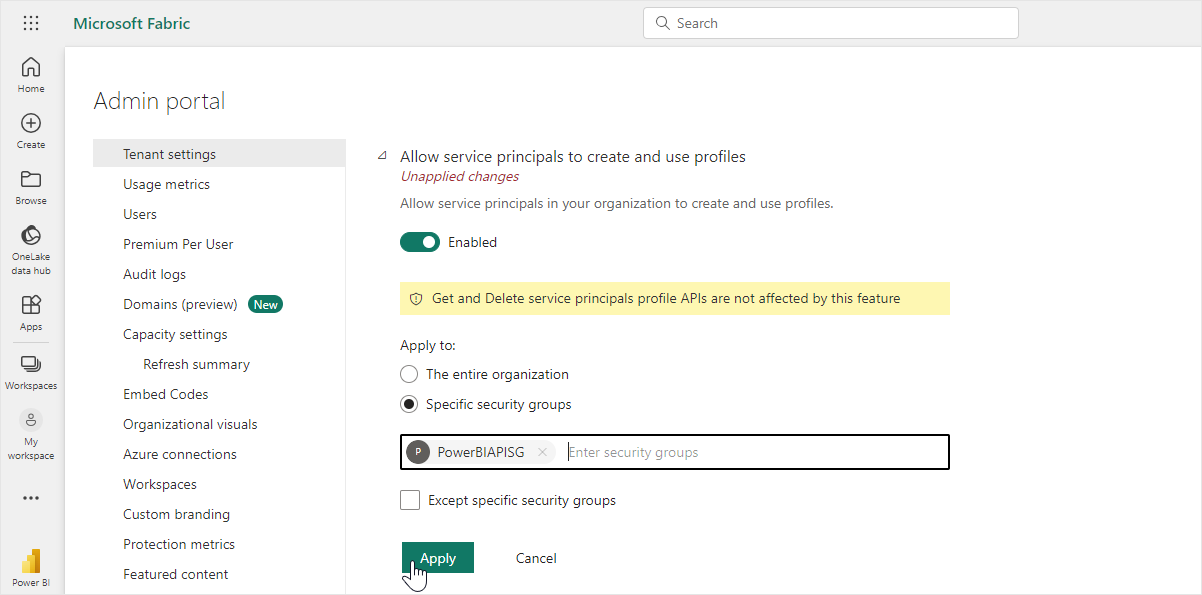 Microsoft Fabric
Search
Home
Create
Browse
OneLake
data hub
Apps
Workspaces
My
workspace
Power BI
Admin portal
Tenant settings
Usage metrics
Users
Premium Per User
Audit logs
Domains (preview) New
Capacity settings
Refresh summary
Embed Codes
Organizational visuals
Azure connections
Workspaces
Custom branding
Protection metrics
Featured content
Allow service principals to create and use profiles
Unapplied changes
Allow service principals in your organization to create and use profiles.
Enabled
Get and Delete service principals profile APIs are not affected by this feature
Apply to:
The entire organization
Specific security groups
P PowerBIAPISG Enter security groups
Except specific security groups
Apply Cancel